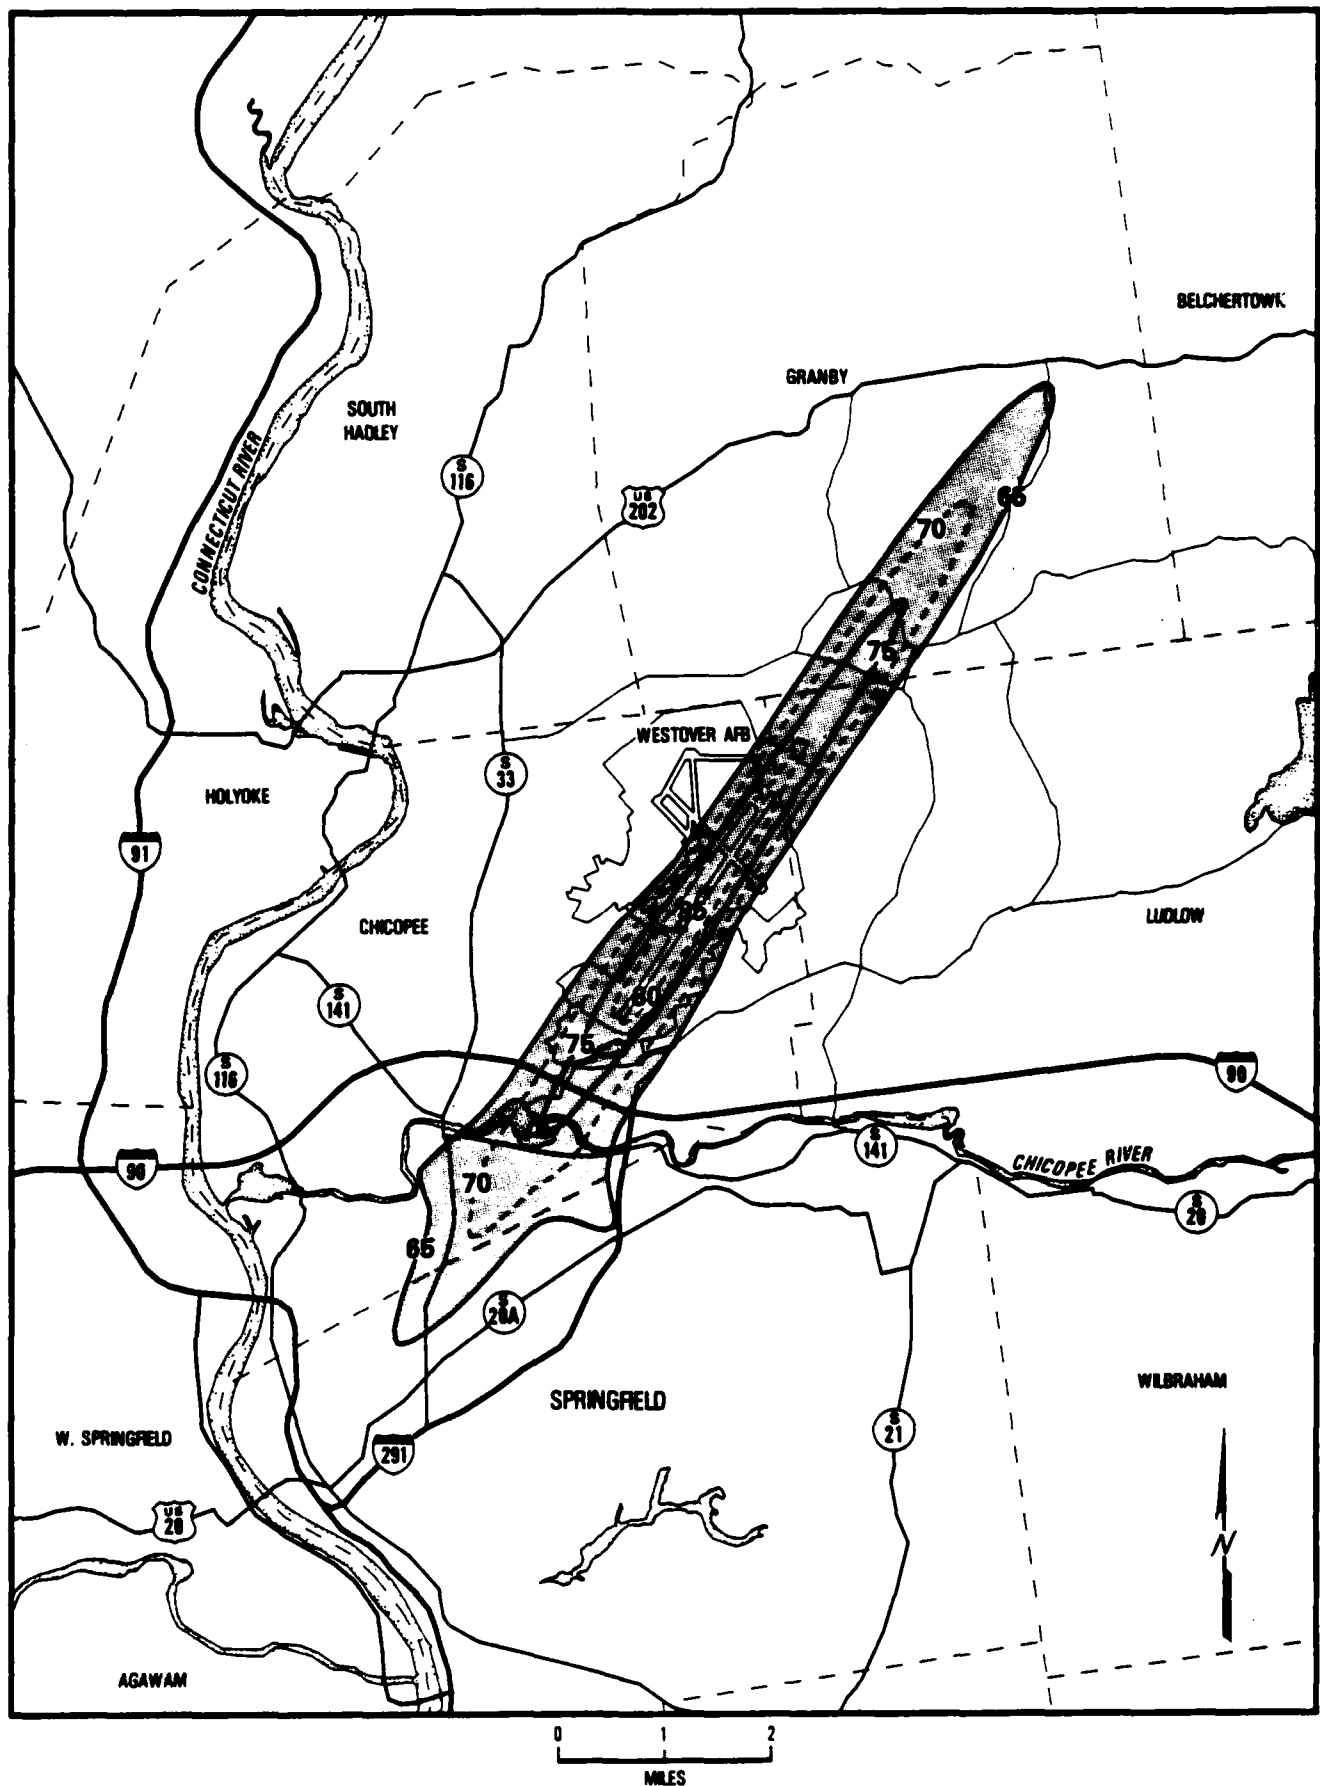 BELCHERTOWN
GRANBY
SOUTH
HADLEY
CONNECTICUT RIVER
S
116
US
202
65
70
75
WESTOVER AFB
S
33
HOLYOKE
91
85
LUDLOW
CHICOPEE
80
S
141
75
S
116
90
S
141
90
CHICOPEE RIVER
70
S
20
65
S
20A
WILBRAHAM
SPRINGFIELD
S
21
W. SPRINGFIELD
291
US
20
N
AGAWAM
0
1
2
MILES